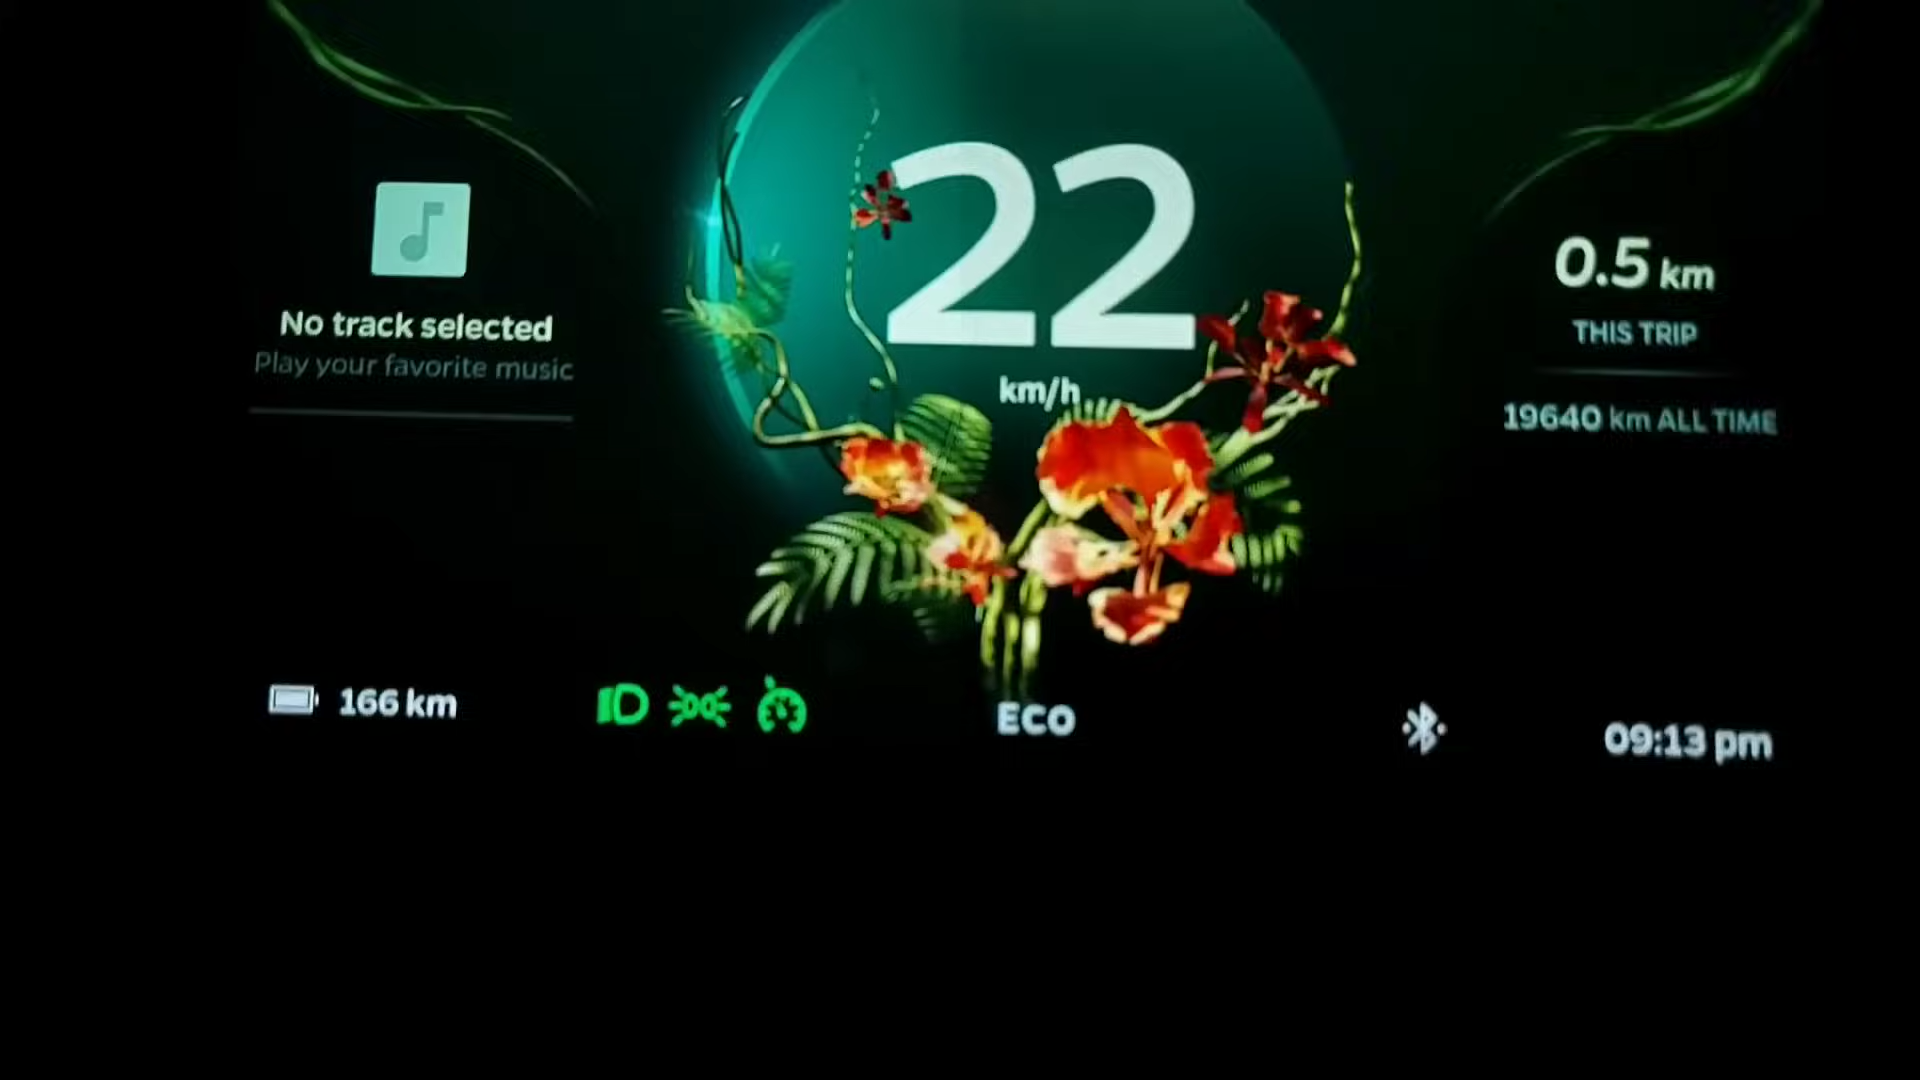 22
km/h
No track selected
Play your favorite music
0.5 km
THIS TRIP
19640 km ALL TIME
166 km
ECO
09:13 pm